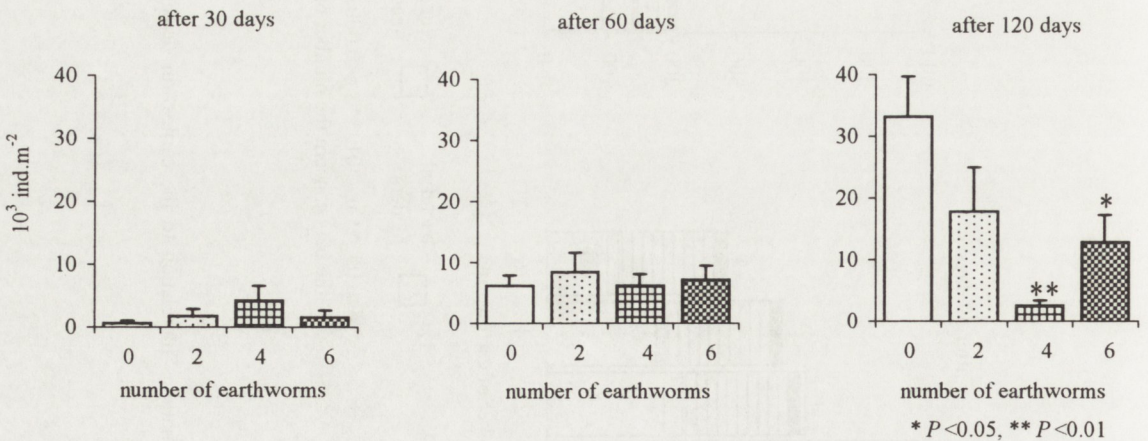 after 30 days
after 60 days
after 120 days
10³ ind.m⁻²
40
30
20
10
0
0 2 4 6
number of earthworms
40
30
20
10
0
0 2 4 6
number of earthworms
40
30
20
10
0
**
*
0 2 4 6
number of earthworms
* P<0.05, ** P<0.01